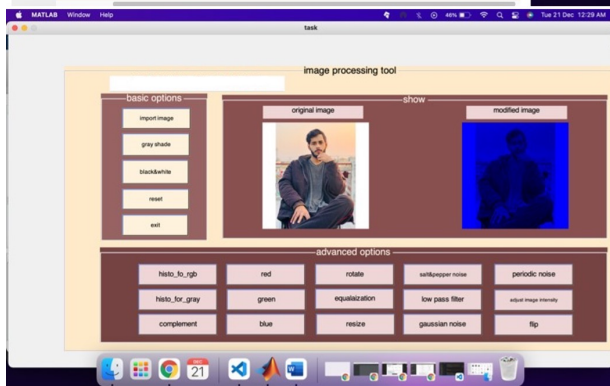 MATLAB Window Help 46% Tue 21 Dec 12:29 AM
task
image processing tool
basic options
show
import image
gray shade
black&white
reset
exit
original image
modified image
advanced options
histo_fo_rgb red rotate salt&pepper noise periodic noise
histo_for_gray green equalaization low pass filter adjust image intensity
complement blue resize gaussian noise flip
DEC
21